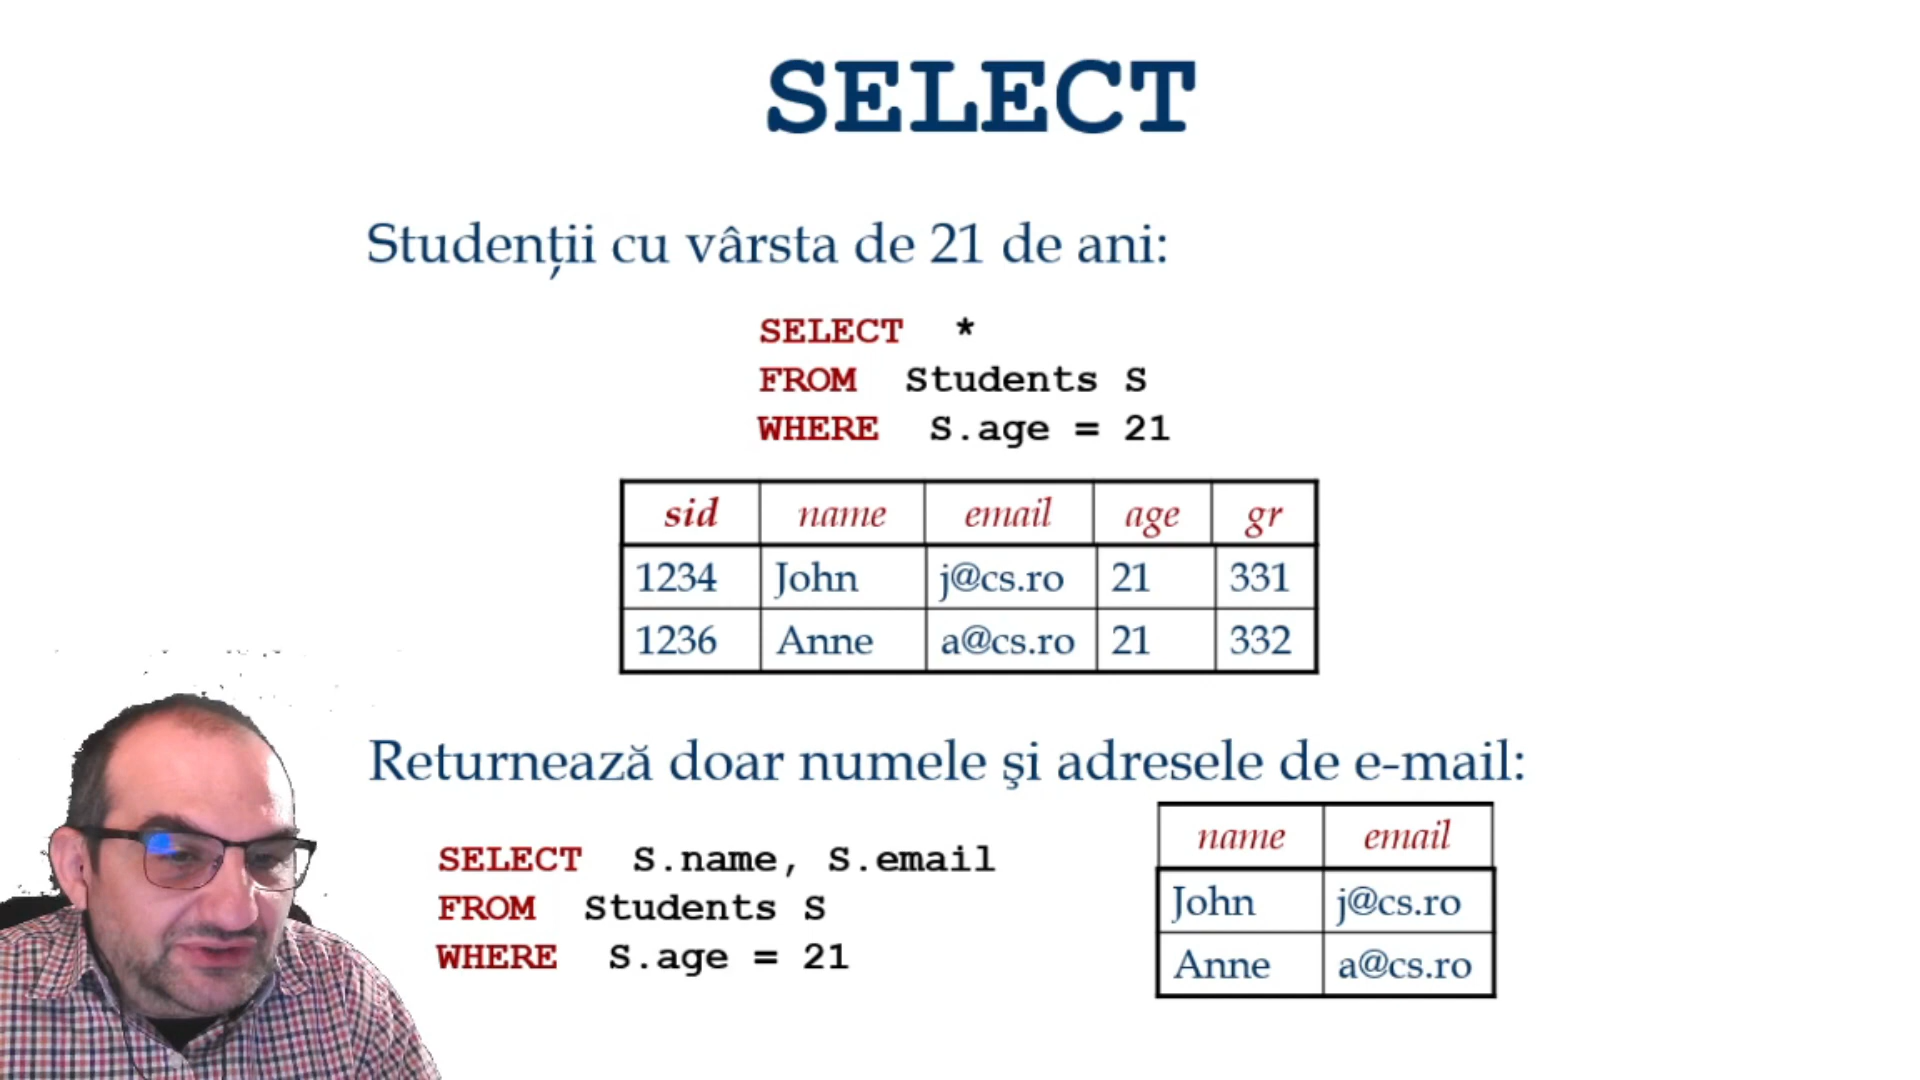 SELECT
Studenții cu vârsta de 21 de ani:
SELECT *
FROM Students S
WHERE S.age = 21
sid name email age gr
1234 John j@cs.ro 21 331
1236 Anne a@cs.ro 21 332
Returnează doar numele şi adresele de e-mail:
SELECT S.name, S.email
FROM Students S
WHERE S.age = 21
name email
John j@cs.ro
Anne a@cs.ro